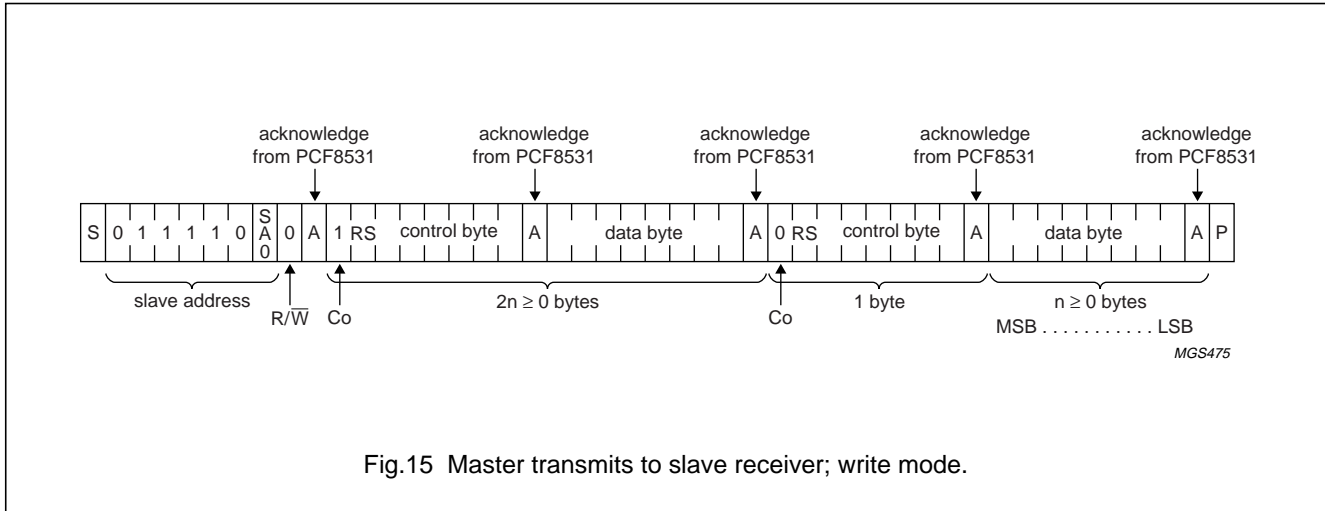 acknowledge from PCF8531
acknowledge from PCF8531
acknowledge from PCF8531
acknowledge from PCF8531
acknowledge from PCF8531
S 0 1 1 1 1 0 SA0 0 A 1 RS control byte A data byte A 0 RS control byte A data byte A P
slave address
R/W̅
Co
2n ≥ 0 bytes
Co
1 byte
n ≥ 0 bytes
MSB . . . . . . . . . . . LSB
MGS475
Fig.15 Master transmits to slave receiver; write mode.